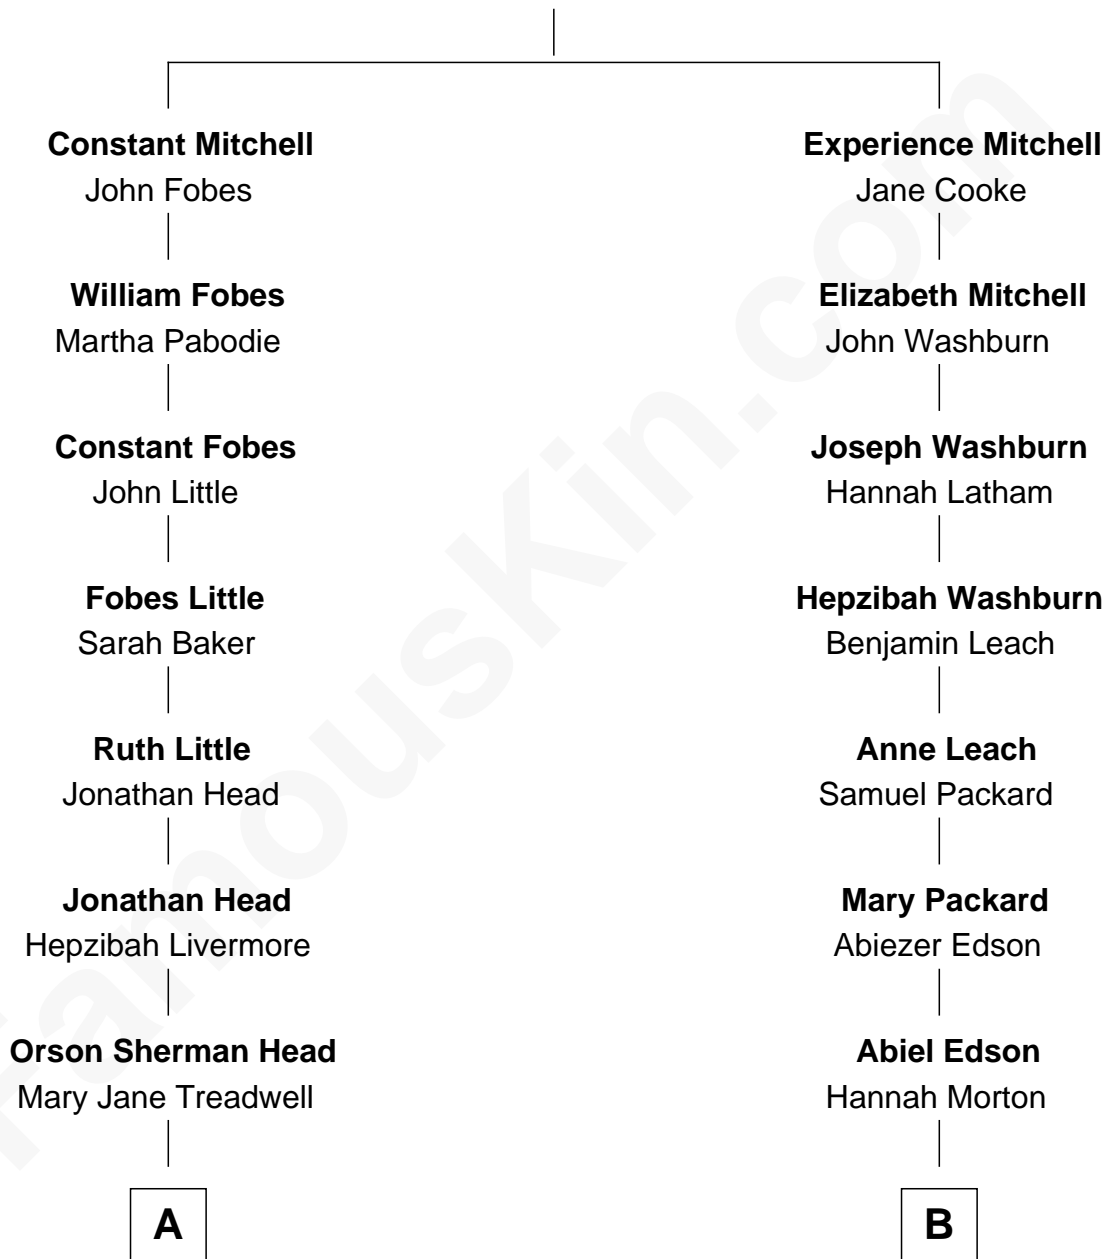 Constant Mitchell
John Fobes
William Fobes
Martha Pabodie
Constant Fobes
John Little
Fobes Little
Sarah Baker
Ruth Little
Jonathan Head
Jonathan Head
Hepzibah Livermore
Orson Sherman Head
Mary Jane Treadwell
A
Experience Mitchell
Jane Cooke
Elizabeth Mitchell
John Washburn
Joseph Washburn
Hannah Latham
Hepzibah Washburn
Benjamin Leach
Anne Leach
Samuel Packard
Mary Packard
Abiezer Edson
Abiel Edson
Hannah Morton
B
FamousKin.com